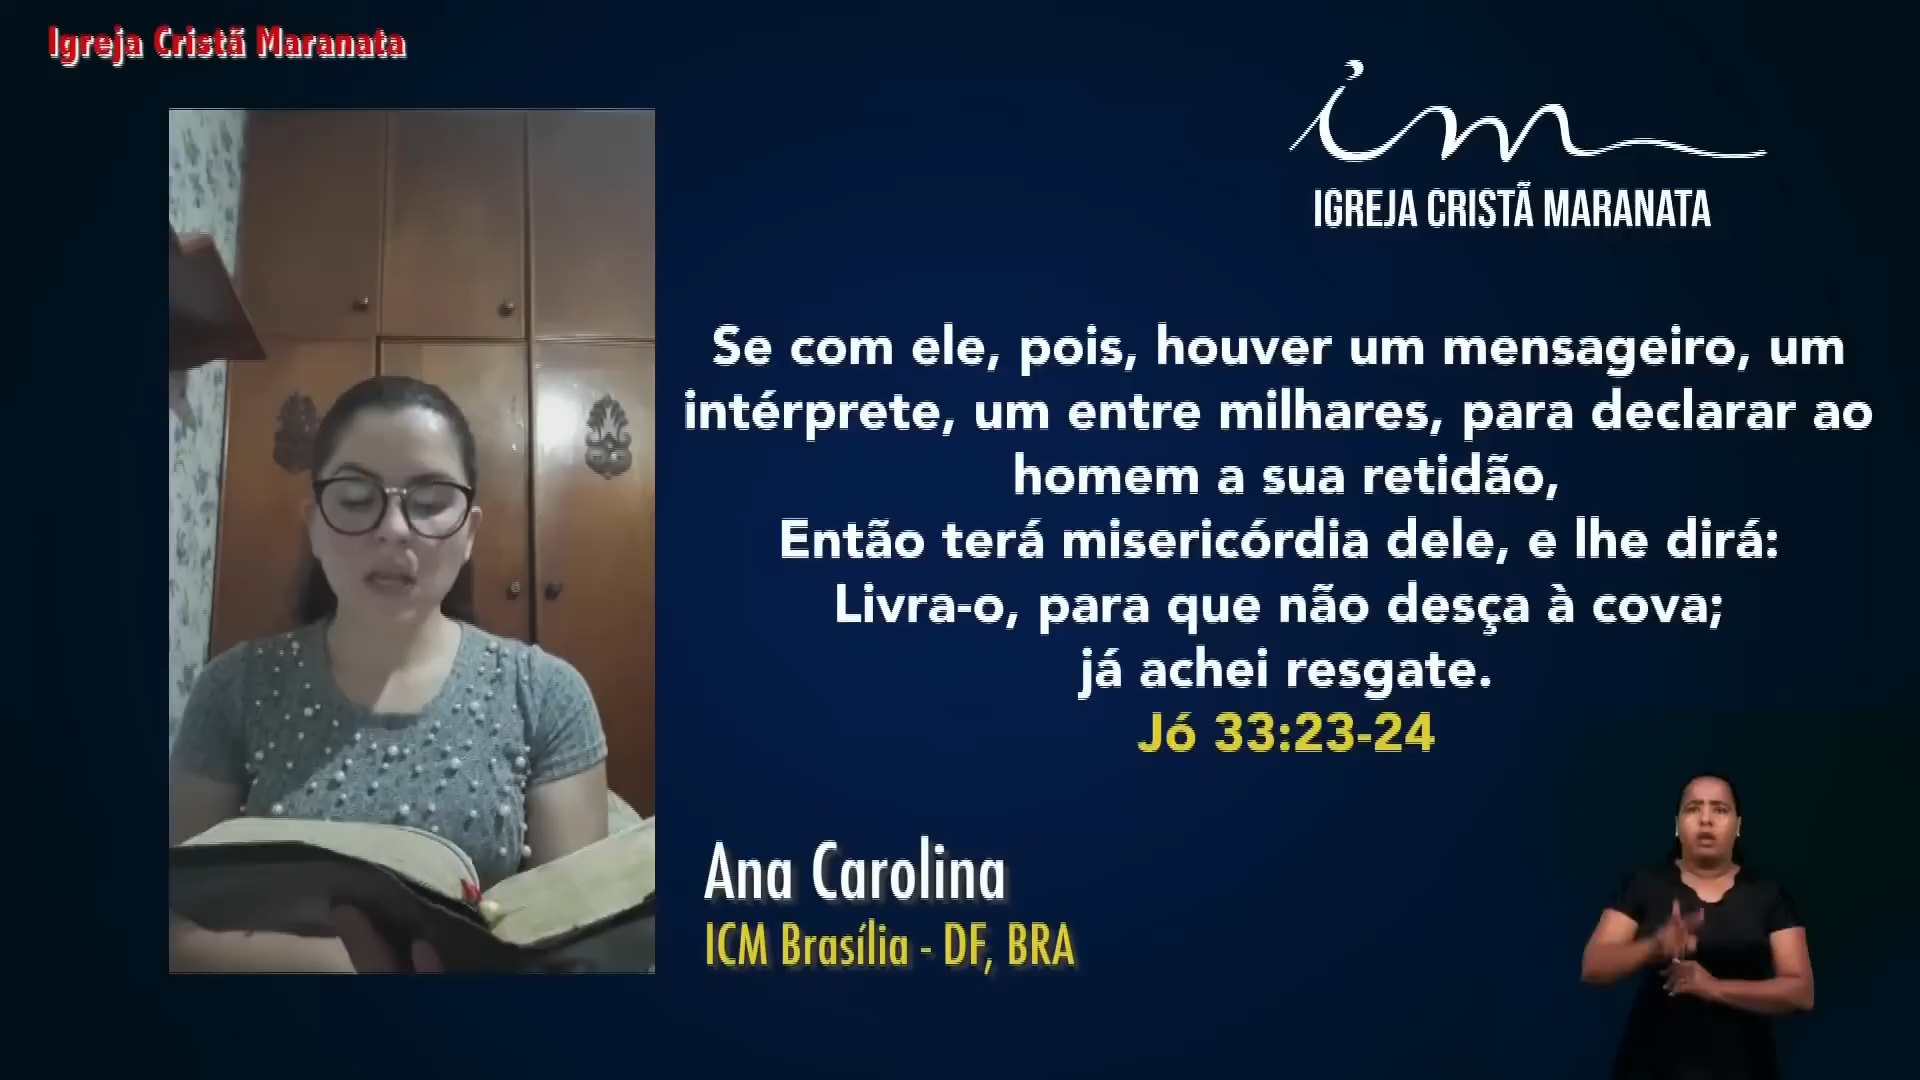 Igreja Cristã Maranata
im
IGREJA CRISTÃ MARANATA
Se com ele, pois, houver um mensageiro, um
intérprete, um entre milhares, para declarar ao
homem a sua retidão,
Então terá misericórdia dele, e lhe dirá:
Livra-o, para que não desça à cova;
já achei resgate.
Jó 33:23-24
Ana Carolina
ICM Brasília - DF, BRA